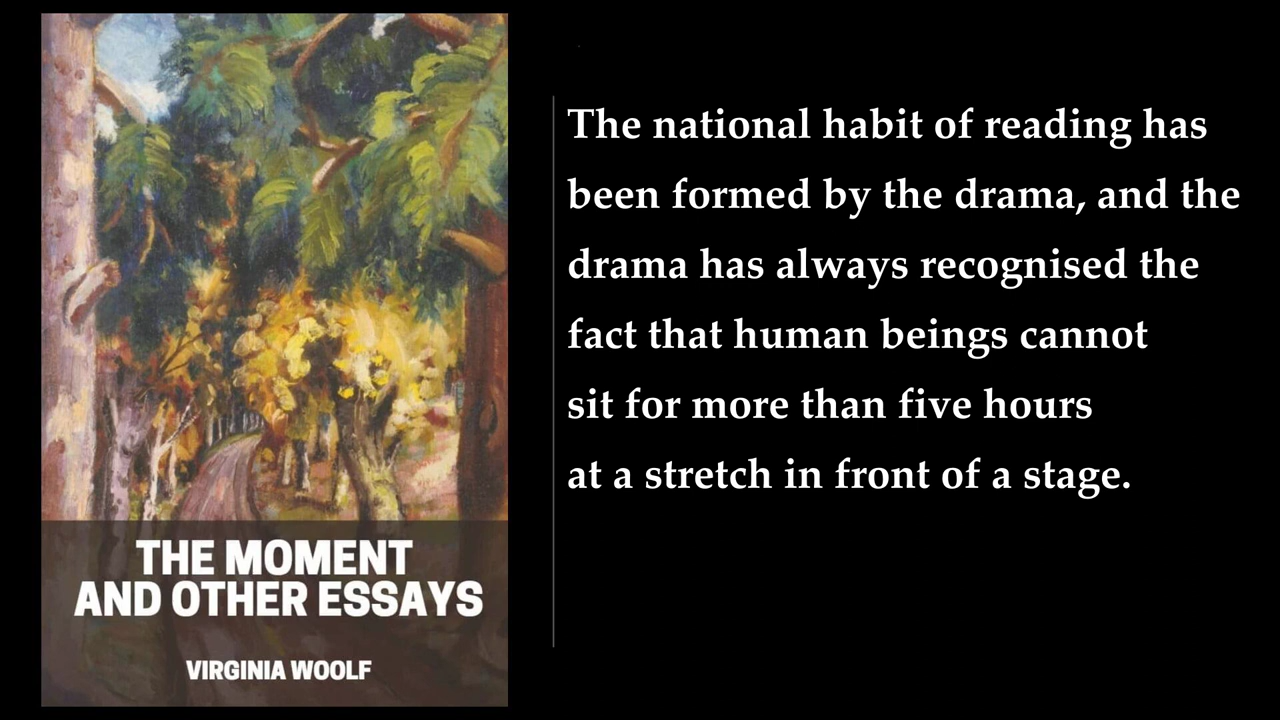 THE MOMENT
AND OTHER ESSAYS
VIRGINIA WOOLF
The national habit of reading has
been formed by the drama, and the
drama has always recognised the
fact that human beings cannot
sit for more than five hours
at a stretch in front of a stage.